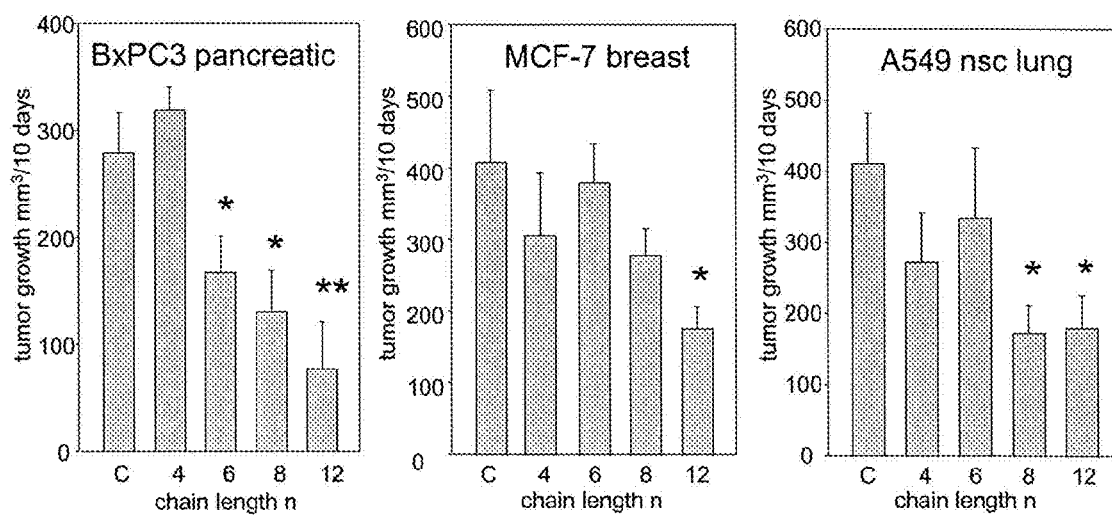 BxPC3 pancreatic
tumor growth mm³/10 days
400
300
200
100
0
*
*
**
C 4 6 8 12
chain length n
MCF-7 breast
tumor growth mm³/10 days
600
500
400
300
200
100
0
*
C 4 6 8 12
chain length n
A549 nsc lung
tumor growth mm³/10 days
600
500
400
300
200
100
0
*
*
C 4 6 8 12
chain length n